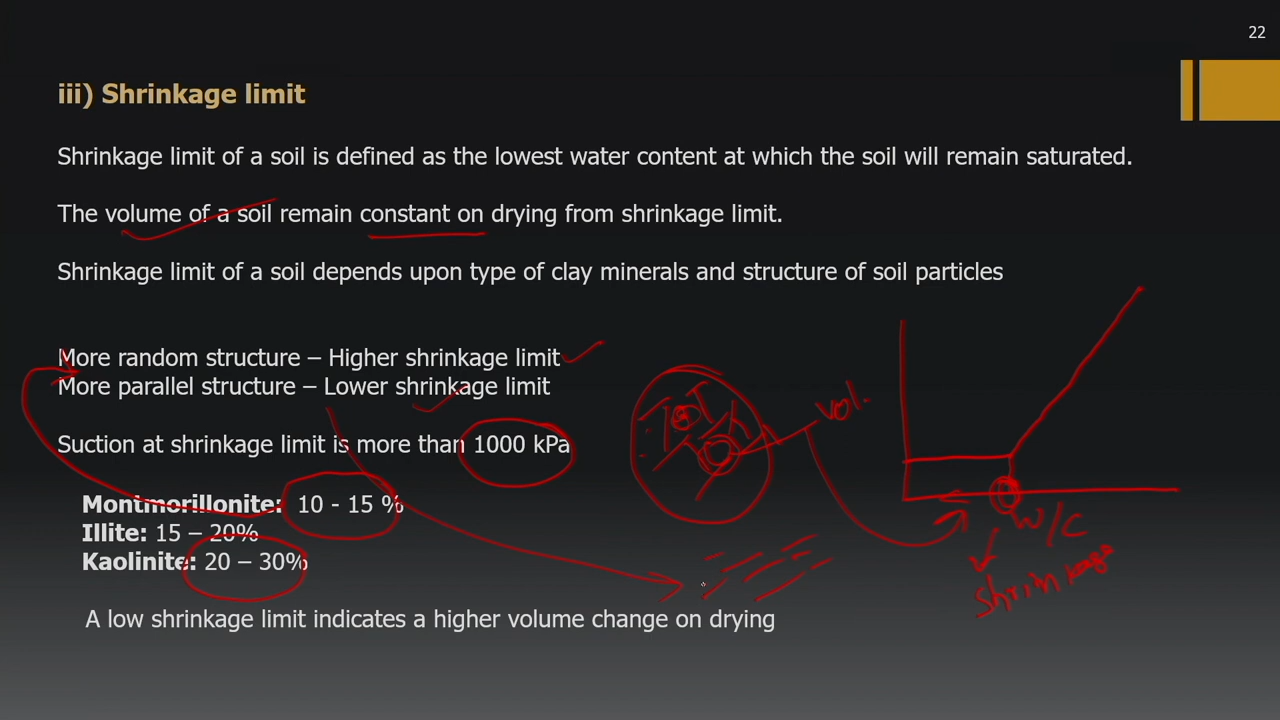 22
iii) Shrinkage limit
Shrinkage limit of a soil is defined as the lowest water content at which the soil will remain saturated.
The volume of a soil remain constant on drying from shrinkage limit.
Shrinkage limit of a soil depends upon type of clay minerals and structure of soil particles
More random structure – Higher shrinkage limit
More parallel structure – Lower shrinkage limit
vol.
Suction at shrinkage limit is more than 1000 kPa
Montmorillonite: 10 - 15 %
Illite: 15 – 20%
Kaolinite: 20 – 30%
w/c
Shrinkage
A low shrinkage limit indicates a higher volume change on drying